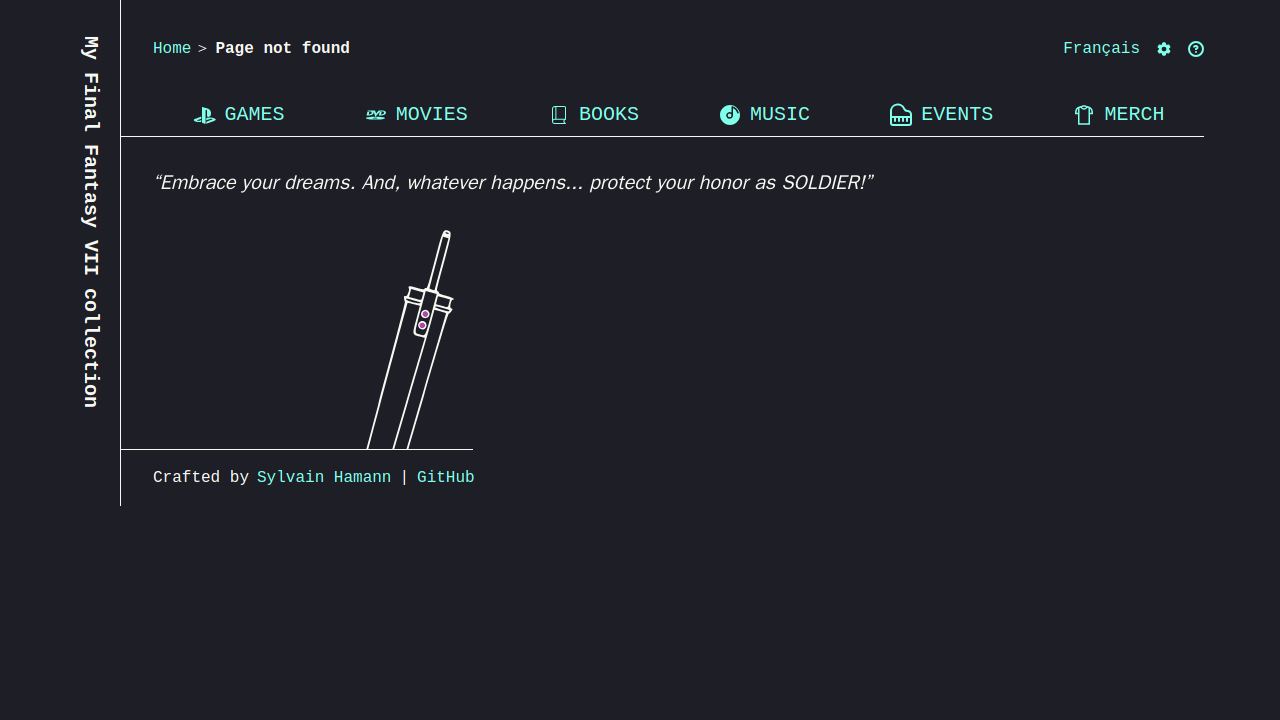 My Final Fantasy VII collection
Home > Page not found
Français
GAMES
MOVIES
BOOKS
MUSIC
EVENTS
MERCH
“Embrace your dreams. And, whatever happens... protect your honor as SOLDIER!”
Crafted by Sylvain Hamann | GitHub